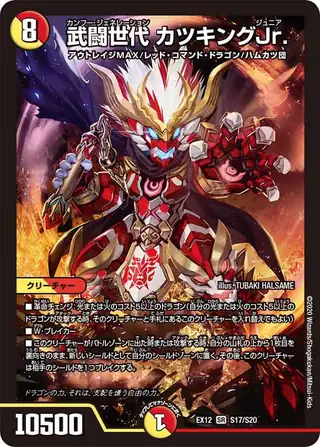 8
カンフー・ジェネレーション ジュニア
武闘世代 カツキングJr.
アウトレイジMAX/レッド・コマンド・ドラゴン/ハムカツ団
illus. TUBAKI HALSAME
クリーチャー
■革命チェンジ:光または火のコスト5以上のドラゴン(自分の光または火のコスト5以上の
ドラゴンが攻撃する時、そのクリーチャーと手札にあるこのクリーチャーを入れ替えてもよい)
■W・ブレイカー
■このクリーチャーがバトルゾーンに出た時または攻撃する時、自分の山札の上から1枚目を
裏向きのまま、新しいシールドとして自分のシールドゾーンに置く。その後、このクリーチャー
は相手のシールドを1つブレイクする。
ドラゴンの力、それは、支配を嫌う自由の力。
10500
1
EX12 SR S17/S20
©2020 Wizards/Shogakukan/Mitsui-Kids